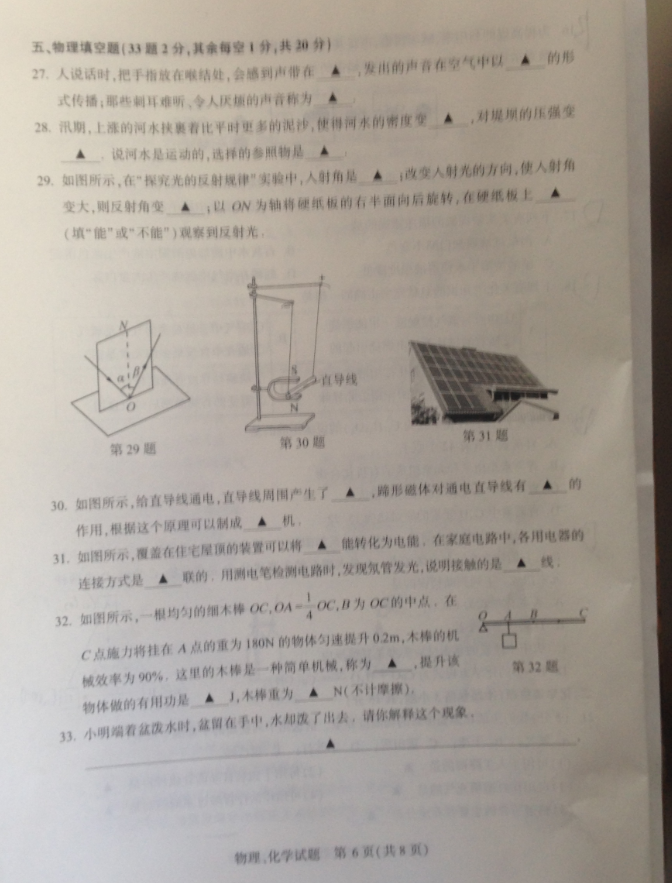 五、物理填空题(33题2分,其余每空1分,共20分)
27. 人说话时,把手指放在喉结处,会感到声带在 ▲ ,发出的声音在空气中以 ▲ 的形
式传播;那些刺耳难听、令人厌烦的声音称为 ▲ .
28. 汛期,上涨的河水挟裹着比平时更多的泥沙,使得河水的密度变 ▲ ,对堤坝的压强变
▲ . 说河水是运动的,选择的参照物是 ▲ .
29. 如图所示,在“探究光的反射规律”实验中,入射角是 ▲ ;改变入射光的方向,使入射角
变大,则反射角变 ▲ ;以 ON 为轴将硬纸板的右半面向后旋转,在硬纸板上 ▲
(填“能”或“不能”)观察到反射光.
N
α β
O
第29题
S
N
直导线
第30题
第31题
30. 如图所示,给直导线通电,直导线周围产生了 ▲ ,蹄形磁体对通电直导线有 ▲ 的
作用,根据这个原理可以制成 ▲ 机.
31. 如图所示,覆盖在住宅屋顶的装置可以将 ▲ 能转化为电能. 在家庭电路中,各用电器的
连接方式是 ▲ 联的. 用测电笔检测电路时,发现氖管发光,说明接触的是 ▲ 线.
32. 如图所示,一根均匀的细木棒 OC,OA=1/4 OC,B为 OC的中点. 在
C点施力将挂在 A点的重为180N的物体匀速提升0.2m,木棒的机
械效率为90%. 这里的木棒是一种简单机械,称为 ▲ ,提升该
物体做的有用功是 ▲ J,木棒重为 ▲ N(不计摩擦).
O A B C
第32题
33. 小明端着盆泼水时,盆留在手中,水却泼了出去. 请你解释这个现象.
▲ .
物理、化学试题 第6页(共8页)